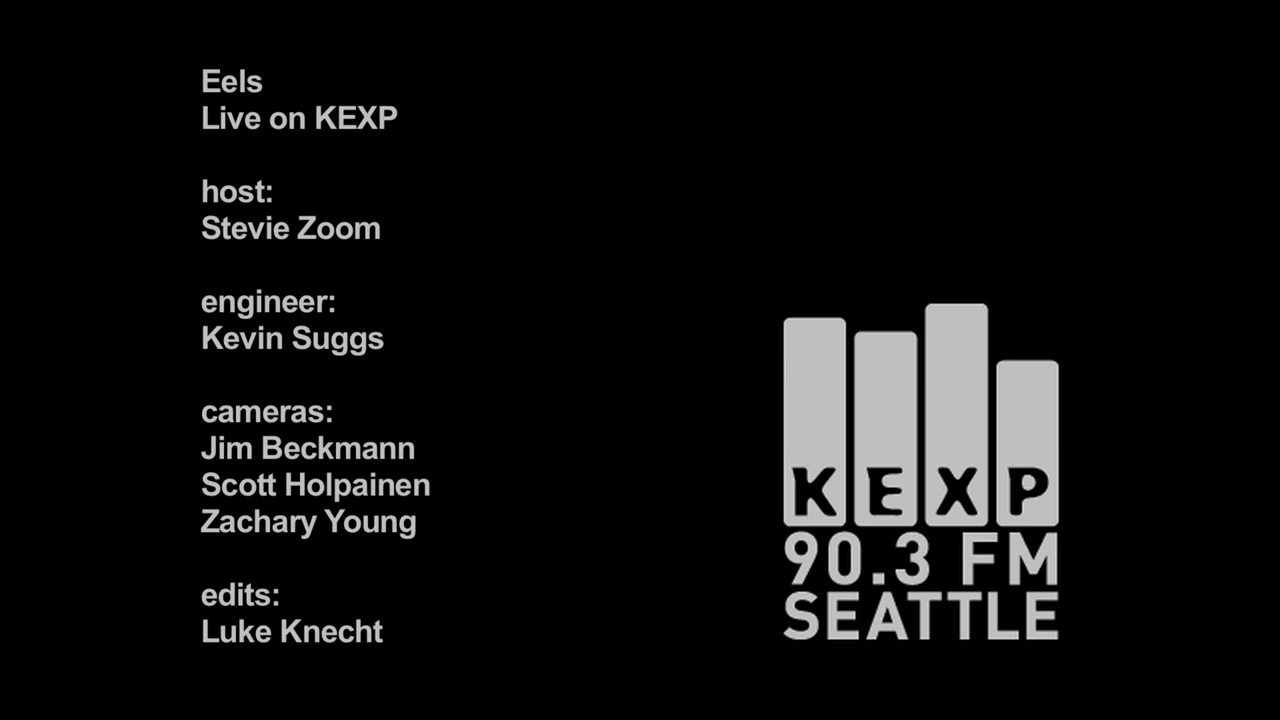 Eels
Live on KEXP
host:
Stevie Zoom
engineer:
Kevin Suggs
cameras:
Jim Beckmann
Scott Holpainen
Zachary Young
edits:
Luke Knecht
KEXP
90.3 FM
SEATTLE